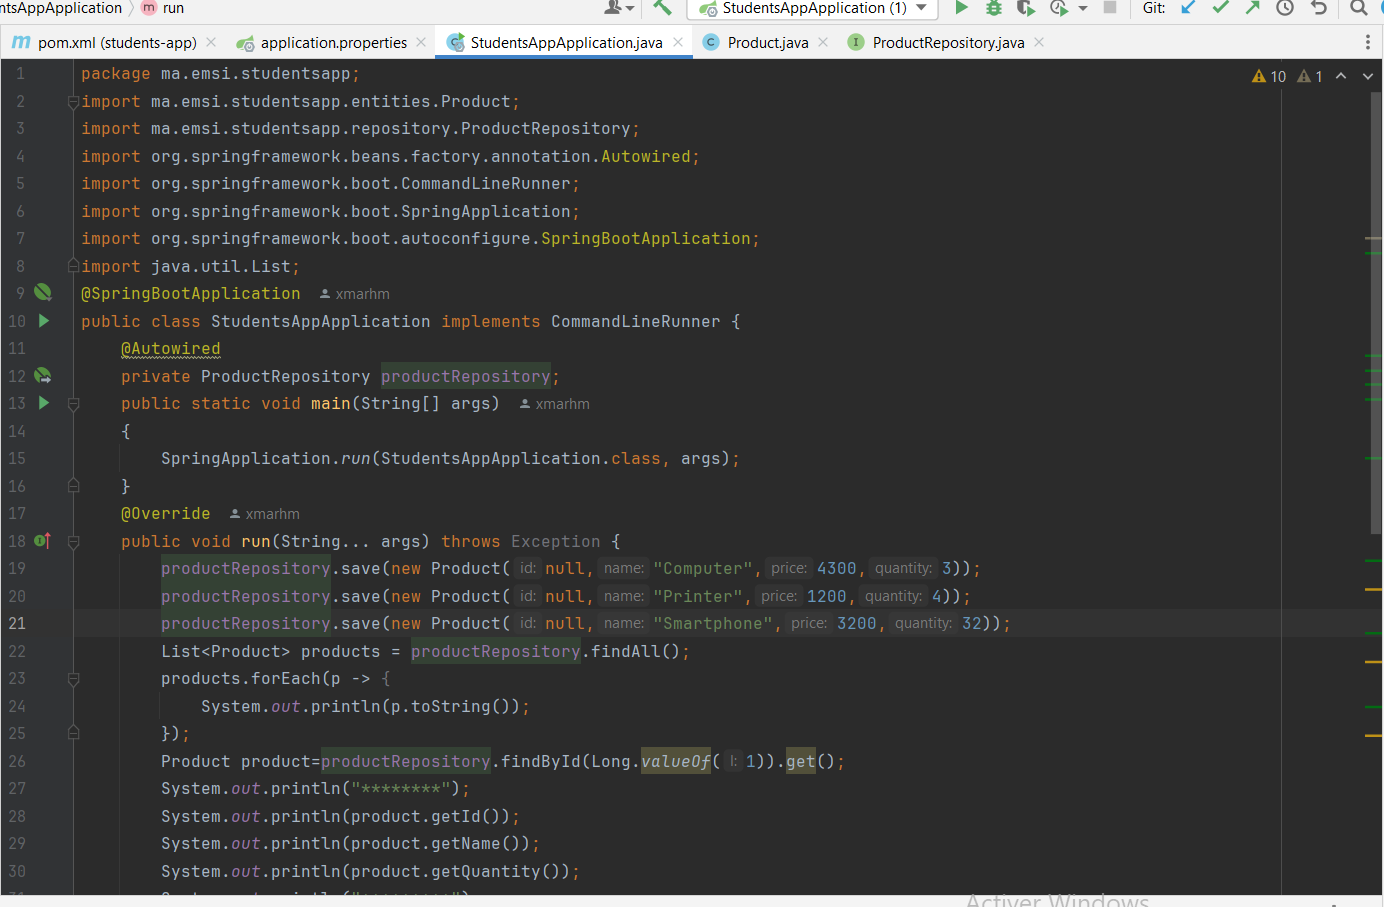 ntsAppApplication run StudentsAppApplication (1) Git:
pom.xml (students-app) application.properties StudentsAppApplication.java Product.java ProductRepository.java
1 package ma.emsi.studentsapp; 10 1
2 import ma.emsi.studentsapp.entities.Product;
3 import ma.emsi.studentsapp.repository.ProductRepository;
4 import org.springframework.beans.factory.annotation.Autowired;
5 import org.springframework.boot.CommandLineRunner;
6 import org.springframework.boot.SpringApplication;
7 import org.springframework.boot.autoconfigure.SpringBootApplication;
8 import java.util.List;
9 @SpringBootApplication xmarhm
10 public class StudentsAppApplication implements CommandLineRunner {
11 @Autowired
12 private ProductRepository productRepository;
13 public static void main(String[] args) xmarhm
14 {
15 SpringApplication.run(StudentsAppApplication.class, args);
16 }
17 @Override xmarhm
18 public void run(String... args) throws Exception {
19 productRepository.save(new Product( id: null, name: "Computer", price: 4300, quantity: 3));
20 productRepository.save(new Product( id: null, name: "Printer", price: 1200, quantity: 4));
21 productRepository.save(new Product( id: null, name: "Smartphone", price: 3200, quantity: 32));
22 List<Product> products = productRepository.findAll();
23 products.forEach(p -> {
24 System.out.println(p.toString());
25 });
26 Product product=productRepository.findById(Long.valueOf( l: 1)).get();
27 System.out.println("********");
28 System.out.println(product.getId());
29 System.out.println(product.getName());
30 System.out.println(product.getQuantity());
Activer Windows